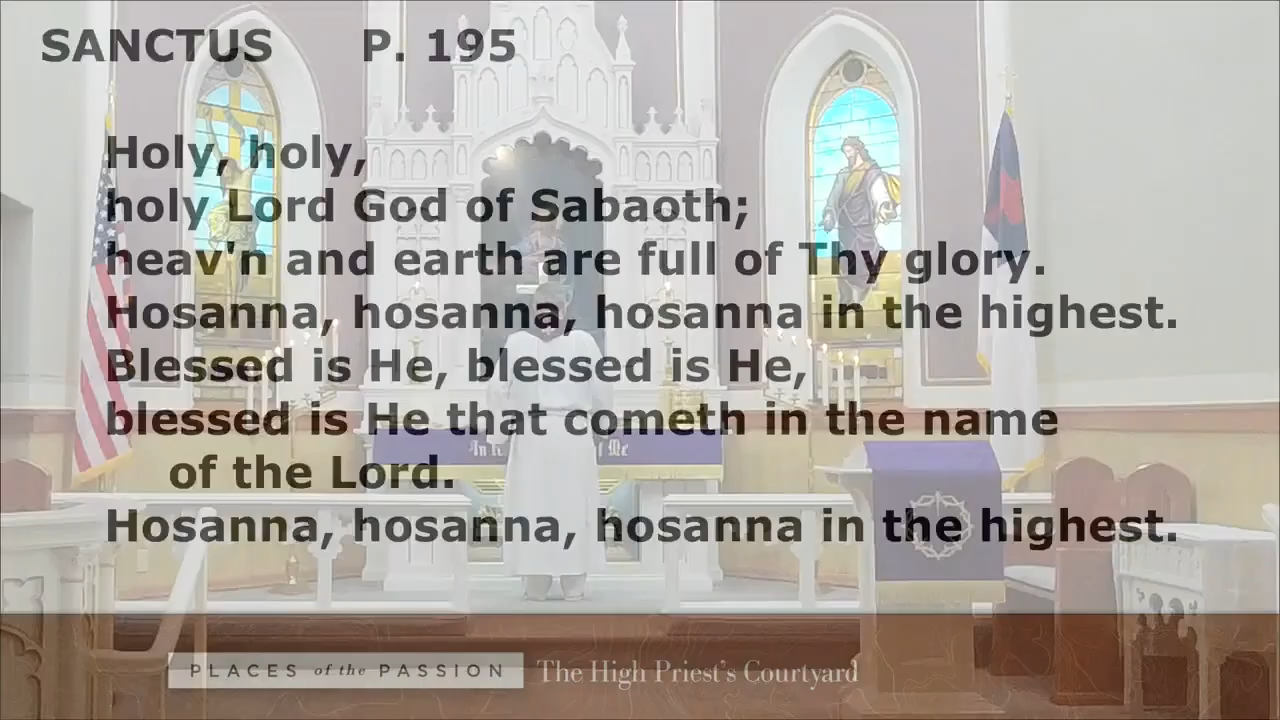 SANCTUS P. 195
Holy, holy,
holy Lord God of Sabaoth;
heav'n and earth are full of Thy glory.
Hosanna, hosanna, hosanna in the highest.
Blessed is He, blessed is He,
blessed is He that cometh in the name
of the Lord.
Hosanna, hosanna, hosanna in the highest.
of Me
PLACES of the PASSION The High Priest's Courtyard